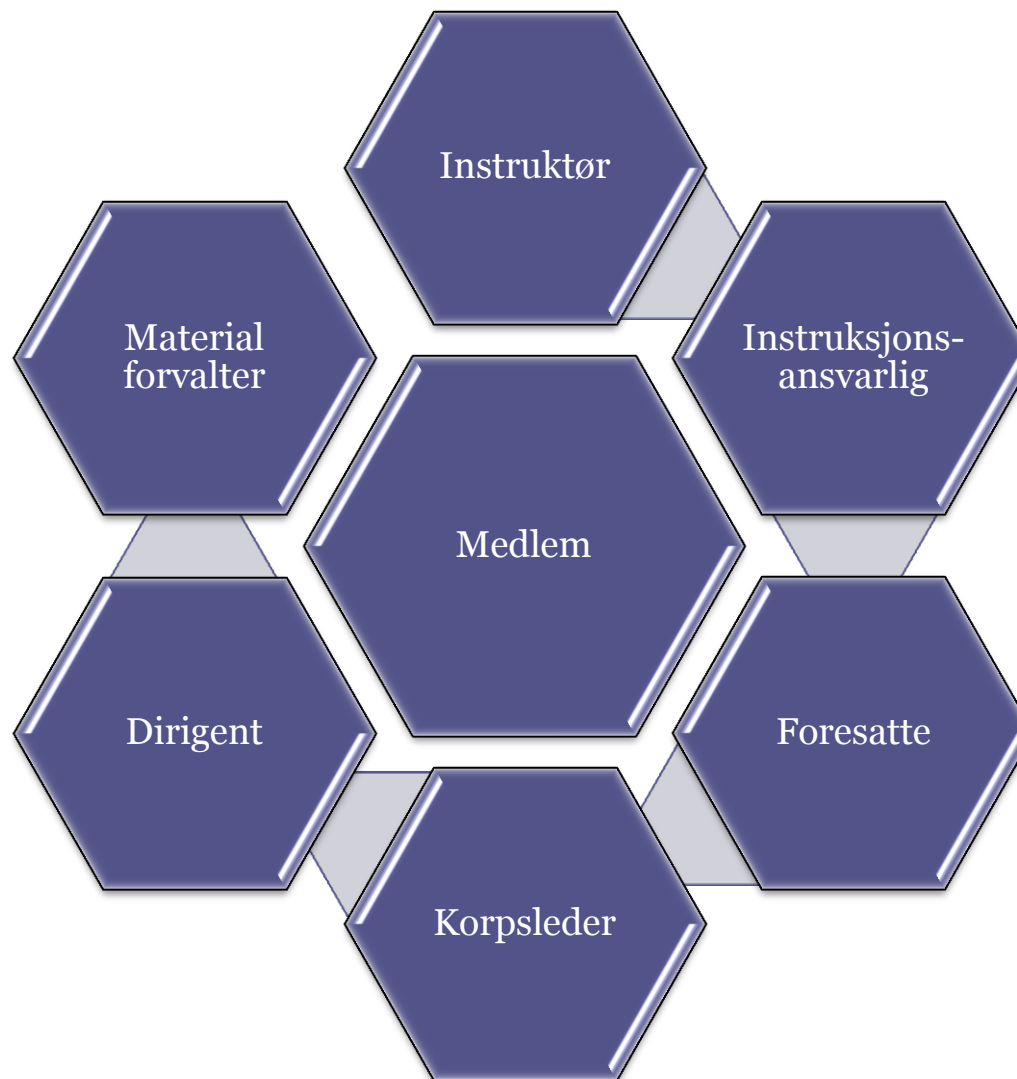 Instruktør
Material
forvalter
Instruksjons-
ansvarlig
Medlem
Dirigent
Foresatte
Korpsleder